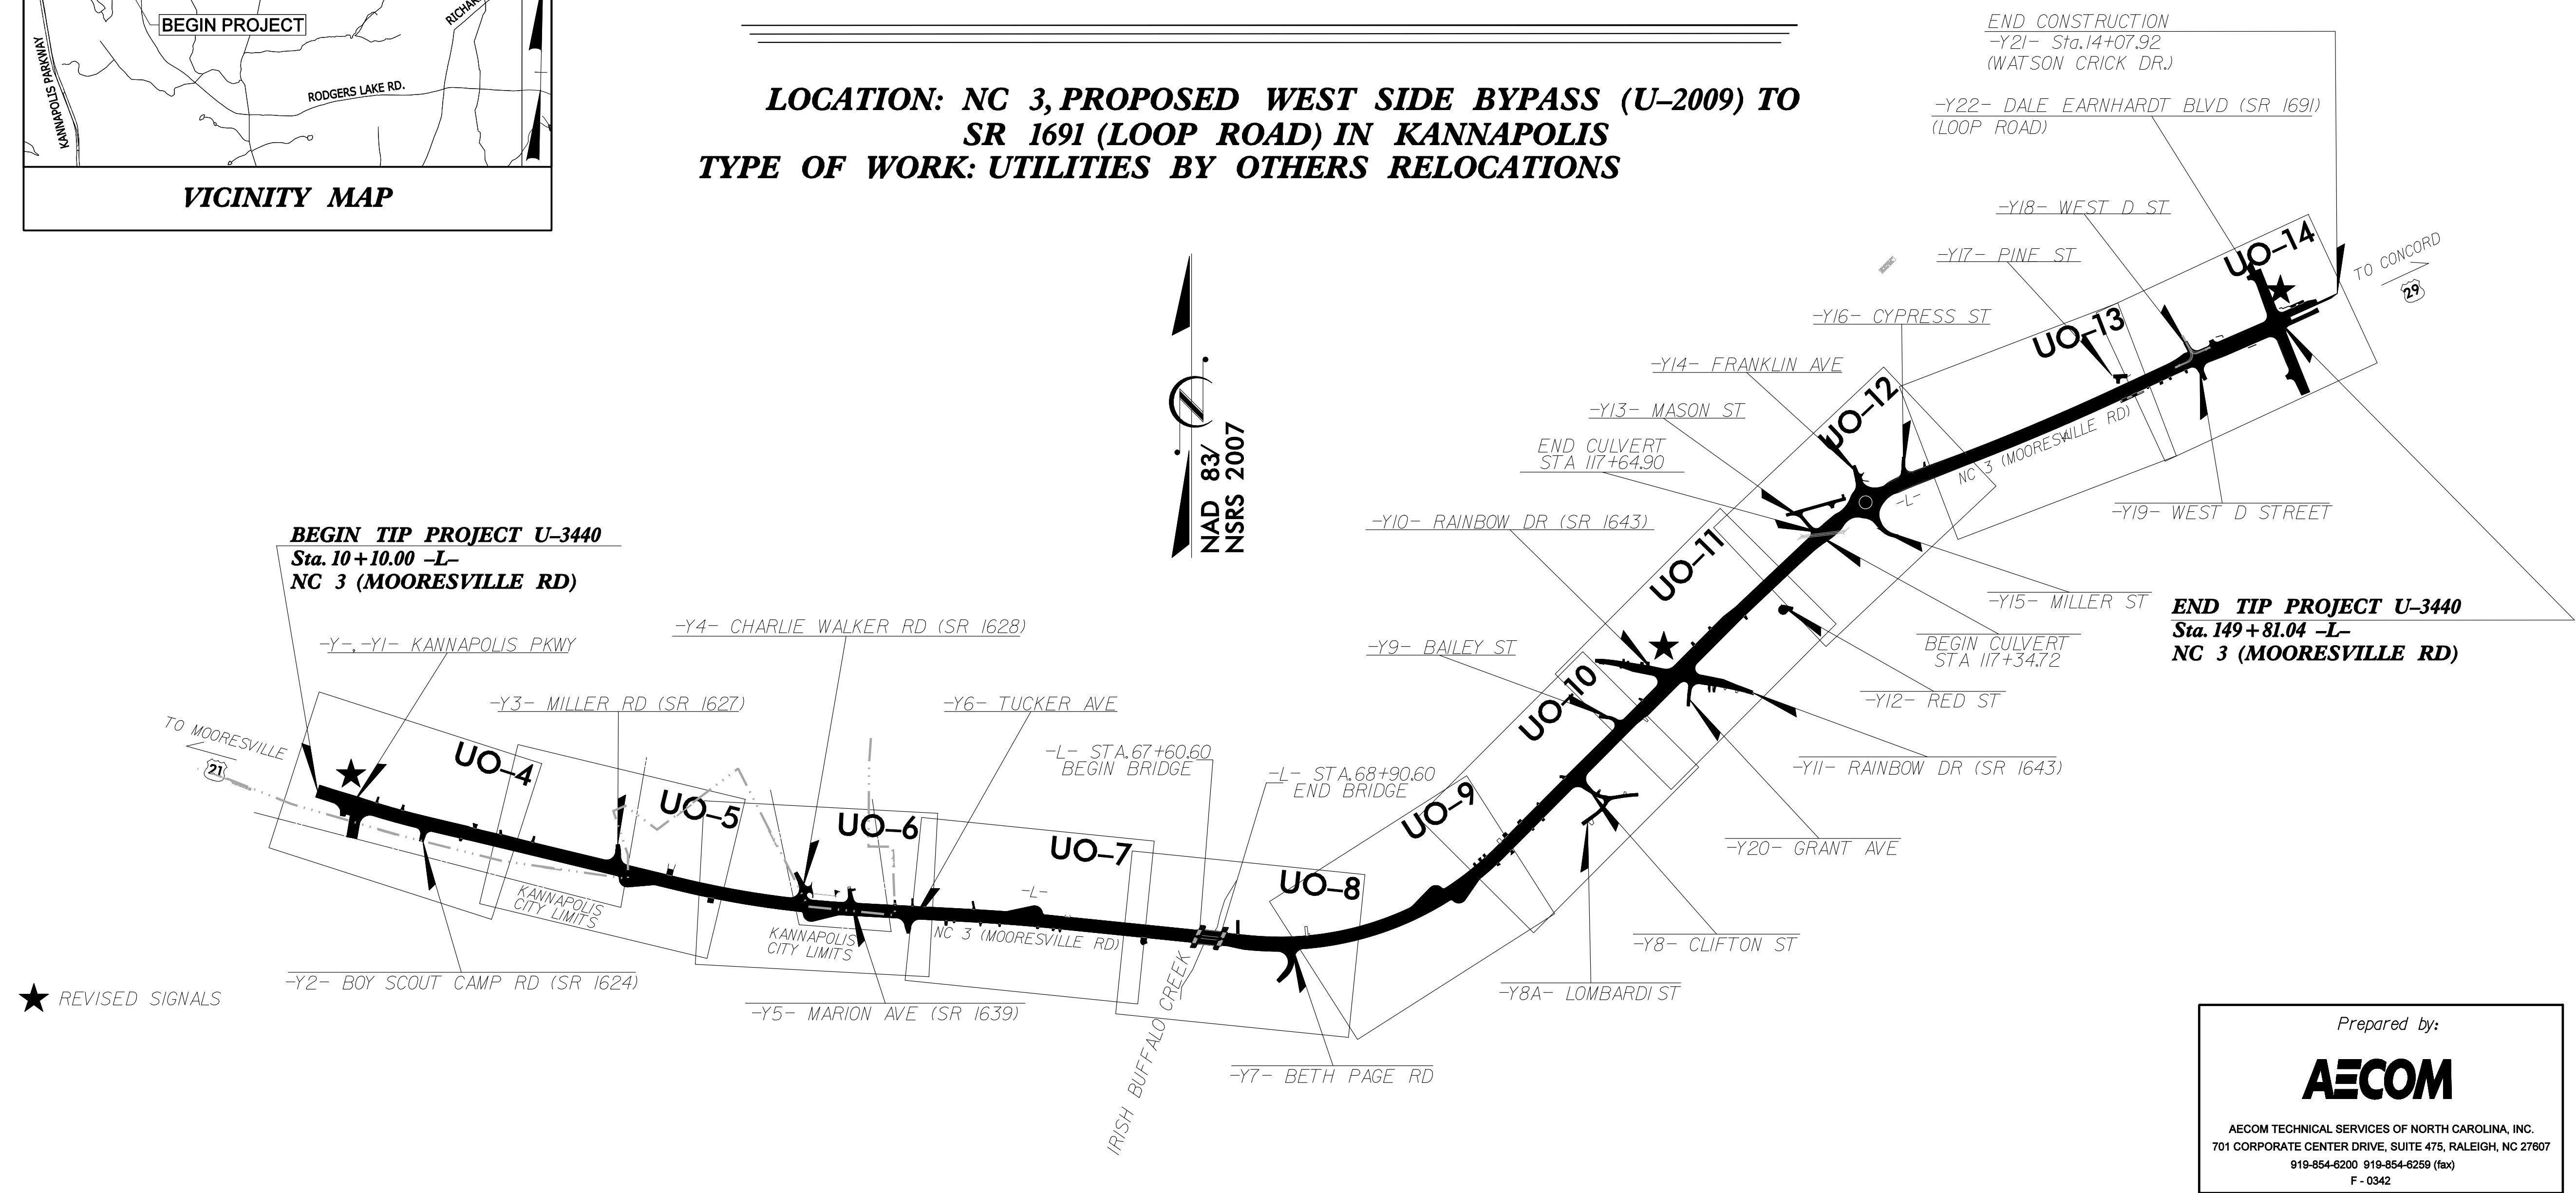 BEGIN PROJECT
KANNAPOLIS PARKWAY
RODGERS LAKE RD.
VICINITY MAP
LOCATION: NC 3, PROPOSED WEST SIDE BYPASS (U-2009) TO
SR 1691 (LOOP ROAD) IN KANNAPOLIS
TYPE OF WORK: UTILITIES BY OTHERS RELOCATIONS
END CONSTRUCTION
-Y21- Sta.14+07.92
(WATSON CRICK DR.)
-Y22- DALE EARNHARDT BLVD (SR 1691)
(LOOP ROAD)
-Y18- WEST D ST
-Y17- PINE ST
-Y16- CYPRESS ST
-Y14- FRANKLIN AVE
-Y13- MASON ST
END CULVERT
STA 117+64.90
-Y10- RAINBOW DR (SR 1643)
-Y9- BAILEY ST
UO-14
TO CONCORD
29
UO-13
UO-12
NC 3 (MOORESVILLE RD)
-L-
-Y19- WEST D STREET
UO-11
-Y15- MILLER ST
BEGIN CULVERT
STA 117+34.72
END TIP PROJECT U-3440
Sta. 149+81.04 -L-
NC 3 (MOORESVILLE RD)
-Y12- RED ST
-Y11- RAINBOW DR (SR 1643)
-Y20- GRANT AVE
UO-10
UO-9
-Y8- CLIFTON ST
-Y8A- LOMBARDI ST
NAD 83/
NSRS 2007
BEGIN TIP PROJECT U-3440
Sta. 10+10.00 -L-
NC 3 (MOORESVILLE RD)
-Y-,-Y1- KANNAPOLIS PKWY
-Y4- CHARLIE WALKER RD (SR 1628)
-Y3- MILLER RD (SR 1627)
-Y6- TUCKER AVE
-L- STA.67+60.60
BEGIN BRIDGE
-L- STA.68+90.60
END BRIDGE
TO MOORESVILLE
21
UO-4
UO-5
UO-6
UO-7
UO-8
-L-
KANNAPOLIS
CITY LIMITS
KANNAPOLIS
CITY LIMITS
NC 3 (MOORESVILLE RD)
IRISH BUFFALO CREEK
-Y2- BOY SCOUT CAMP RD (SR 1624)
-Y5- MARION AVE (SR 1639)
-Y7- BETH PAGE RD
REVISED SIGNALS
Prepared by:
AECOM
AECOM TECHNICAL SERVICES OF NORTH CAROLINA, INC.
701 CORPORATE CENTER DRIVE, SUITE 475, RALEIGH, NC 27607
919-854-6200 919-854-6259 (fax)
F - 0342